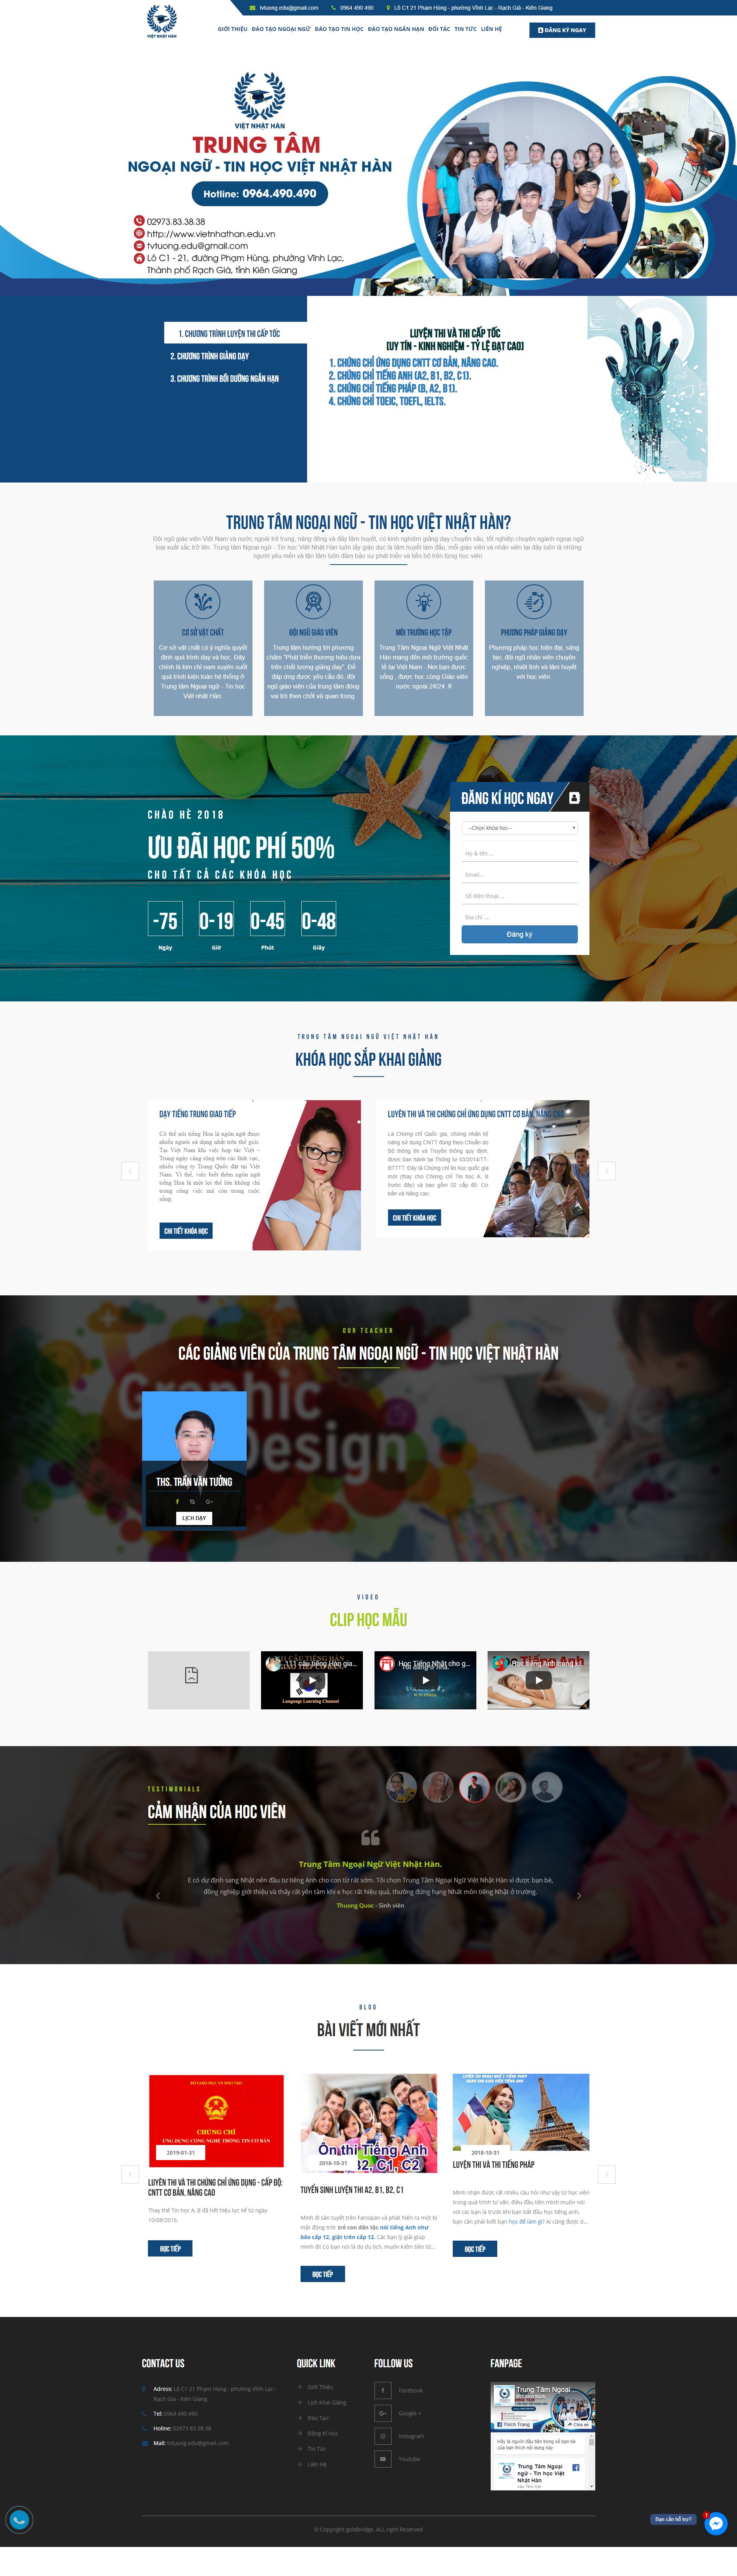 tvtuong.edu@gmail.com
0964 490 490
Lô C1 21 Phạm Hùng - phường Vĩnh Lạc - Rạch Giá - Kiên Giang
VIỆT NHẬT HÀN
GIỚI THIỆU ĐÀO TẠO NGOẠI NGỮ ĐÀO TẠO TIN HỌC ĐÀO TẠO NGẮN HẠN ĐỐI TÁC TIN TỨC LIÊN HỆ
ĐĂNG KÝ NGAY
VIỆT NHẬT HÀN
TRUNG TÂM
NGOẠI NGỮ - TIN HỌC VIỆT NHẬT HÀN
Hotline: 0964.490.490
02973.83.38.38
http://www.vietnhathan.edu.vn
tvtuong.edu@gmail.com
Lô C1 - 21, đường Phạm Hùng, phường Vĩnh Lạc,
Thành phố Rạch Giá, tỉnh Kiên Giang
1. CHƯƠNG TRÌNH LUYỆN THI CẤP TỐC
2. CHƯƠNG TRÌNH GIẢNG DẠY
3. CHƯƠNG TRÌNH BỒI DƯỠNG NGẮN HẠN
LUYỆN THI VÀ THI CẤP TỐC
[UY TÍN - KINH NGHIỆM - TỶ LỆ ĐẠT CAO]
1. CHỨNG CHỈ ỨNG DỤNG CNTT CƠ BẢN, NÂNG CAO.
2. CHỨNG CHỈ TIẾNG ANH (A2, B1, B2, C1).
3. CHỨNG CHỈ TIẾNG PHÁP (B, A2, B1).
4. CHỨNG CHỈ TOEIC, TOEFL, IELTS.
TRUNG TÂM NGOẠI NGỮ - TIN HỌC VIỆT NHẬT HÀN?
Đội ngũ giáo viên Việt Nam và nước ngoài trẻ trung, năng động và đầy tâm huyết, có kinh nghiệm giảng dạy chuyên sâu, tốt nghiệp chuyên ngành ngoại ngữ
loại xuất sắc trở lên. Trung tâm Ngoại ngữ - Tin học Việt Nhật Hàn luôn lấy giáo dục là tâm huyết làm đầu, mỗi giáo viên và nhân viên tại đây luôn là những
người yêu mến và tận tâm luôn đảm bảo sự phát triển và tiến bộ trên từng học viên.
CƠ SỞ VẬT CHẤT
Cơ sở vật chất có ý nghĩa quyết
định quá trình dạy và học. Đây
chính là kim chỉ nam xuyên suốt
quá trình kiện toàn hệ thống ở
Trung tâm Ngoại ngữ - Tin học
Việt nhật Hàn.
ĐỘI NGŨ GIÁO VIÊN
Trung tâm hướng tới phương
châm "Phát triển thương hiệu dựa
trên chất lượng giảng dạy". Để
đáp ứng được yêu cầu đó, đội
ngũ giáo viên của trung tâm đóng
vai trò then chốt và quan trọng.
MÔI TRƯỜNG HỌC TẬP
Trung Tâm Ngoại Ngữ Việt Nhật
Hàn mang đến môi trường quốc
tế tại Việt Nam - Nơi bạn được
sống , được học cùng Giáo viên
nước ngoài 24/24. !!
PHƯƠNG PHÁP GIẢNG DẠY
Phương pháp học hiện đại, sáng
tạo, đội ngũ nhân viên chuyên
nghiệp, nhiệt tình và tâm huyết
với học viên.
CHÀO HÈ 2018
ƯU ĐÃI HỌC PHÍ 50%
CHO TẤT CẢ CÁC KHÓA HỌC
-75 0-19 0-45 0-48
Ngày Giờ Phút Giây
ĐĂNG KÍ HỌC NGAY
--Chọn khóa học--
Họ & tên ...
Email...
Số điện thoại....
Địa chỉ ....
Đăng ký
TRUNG TÂM NGOẠI NGỮ VIỆT NHẬT HÀN
KHÓA HỌC SẮP KHAI GIẢNG
DẠY TIẾNG TRUNG GIAO TIẾP
Có thể nói tiếng Hoa là ngôn ngữ được
nhiều người sử dụng nhất trên thế giới.
Tại Việt Nam khi việc hợp tác Việt –
Trung ngày càng rộng trên các lĩnh vực,
nhiều công ty Trung Quốc đặt tại Việt
Nam. Vì thế, việc biết thêm ngôn ngữ
tiếng Hoa là một lợi thế lớn không chỉ
trong công việc mà còn trong cuộc
sống.
CHI TIẾT KHÓA HỌC
LUYỆN THI VÀ THI CHỨNG CHỈ ỨNG DỤNG CNTT CƠ BẢN, NÂNG CAO
Là Chứng chỉ Quốc gia, chứng nhận kỹ
năng sử dụng CNTT đúng theo Chuẩn do
Bộ thông tin và Truyền thông quy định,
được ban hành tại Thông tư 03/2014/TT-
BTTTT. Đây là Chứng chỉ tin học quốc gia
mới (thay cho Chứng chỉ Tin học A, B
trước đây) và bao gồm 02 cấp độ: Cơ
bản và Nâng cao.
CHI TIẾT KHÓA HỌC
OUR TEACHER
CÁC GIẢNG VIÊN CỦA TRUNG TÂM NGOẠI NGỮ - TIN HỌC VIỆT NHẬT HÀN
THS. TRẦN VĂN TƯỞNG
LỊCH DẠY
VIDEO
CLIP HỌC MẪU
111 câu tiếng Hàn gia...
Language Learning Channel
Học Tiếng Nhật cho g...
Học tiếng Anh trong k...
TESTIMONIALS
CẢM NHẬN CỦA HỌC VIÊN
Trung Tâm Ngoại Ngữ Việt Nhật Hàn.
E có dự định sang Nhật nên đầu tư tiếng Anh cho con từ rất sớm. Tôi chọn Trung Tâm Ngoại Ngữ Việt Nhật Hàn vì được bạn bè,
đồng nghiệp giới thiệu và thấy rất yên tâm khi e học rất hiệu quả, thường đứng hạng Nhất môn tiếng Nhật ở trường.
Thuong Quoc - Sinh viên
BLOG
BÀI VIẾT MỚI NHẤT
BỘ GIÁO DỤC VÀ ĐÀO TẠO
CHỨNG CHỈ
ỨNG DỤNG CÔNG NGHỆ THÔNG TIN CƠ BẢN
2019-01-31
LUYỆN THI VÀ THI CHỨNG CHỈ ỨNG DỤNG - CẤP ĐỘ:
CNTT CƠ BẢN, NÂNG CAO
Thay thế Tin học A, B đã hết hiệu lực kể từ ngày
10/08/2016.
ĐỌC TIẾP
Ôn thi Tiếng Anh
B2, C1, C2
2018-10-31
TUYỂN SINH LUYỆN THI A2, B1, B2, C1
Mình đi săn tuyết trên Fansipan và phát hiện ra một bí
mật động trời: trẻ con dân tộc nói tiếng Anh như
bão cấp 12, giật trên cấp 12. Các bạn lý giải giúp
mình đi! Có bạn nói là do du lịch, muốn kiếm tiền từ...
ĐỌC TIẾP
LUYỆN THI NGOẠI NGỮ 2 TIẾNG PHÁP
DÀNH CHO GIÁO VIÊN TIẾNG ANH
2018-10-31
LUYỆN THI VÀ THI TIẾNG PHÁP
Mình nhận được rất nhiều câu hỏi như vậy từ học viên
trong quá trình tư vấn, điều đầu tiên mình muốn nói
với các bạn là trước khi bạn bắt đầu học tiếng anh,
bạn cần phải biết bạn học để làm gì? Ai cũng được d...
ĐỌC TIẾP
CONTACT US
Adress: Lô C1 21 Phạm Hùng - phường Vĩnh Lạc -
Rạch Giá - Kiên Giang
Tel: 0964 490 490
Holine: 02973 83 38 38
Mail: tvtuong.edu@gmail.com
QUICK LINK
Giới Thiệu
Lịch Khai Giảng
Đào Tạo
Đăng Kí Học
Tin Tức
Liên Hệ
FOLLOW US
Facebook
Google +
Instagram
Youtube
FANPAGE
Trung Tâm Ngoại ...
Thích Trang
Chia sẻ
Hãy là người đầu tiên trong số bạn bè
của bạn thích nội dung này
Trung Tâm Ngoại
ngữ - Tin học Việt
Nhật Hàn
© Copyright goldbridge. ALL right Reserved
Bạn cần hỗ trợ?
1